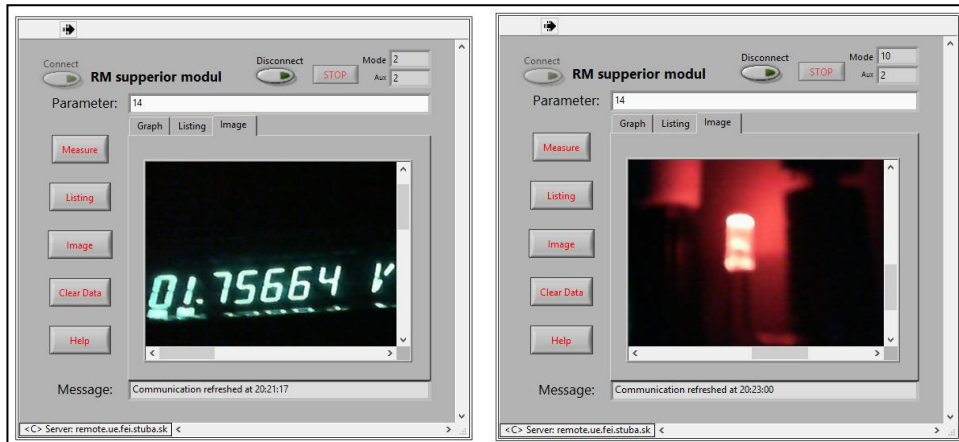 Connect
RM supperior modul
Disconnect
STOP
Mode 2
Aux 2
Parameter: 14
Graph Listing Image
Measure
Listing
Image
Clear Data
Help
01.75664 V
Message: Communication refreshed at 20:21:17
<C> Server: remote.ue.fei.stuba.sk
Connect
RM supperior modul
Disconnect
STOP
Mode 10
Aux 2
Parameter: 14
Graph Listing Image
Measure
Listing
Image
Clear Data
Help
Message: Communication refreshed at 20:23:00
<C> Server: remote.ue.fei.stuba.sk